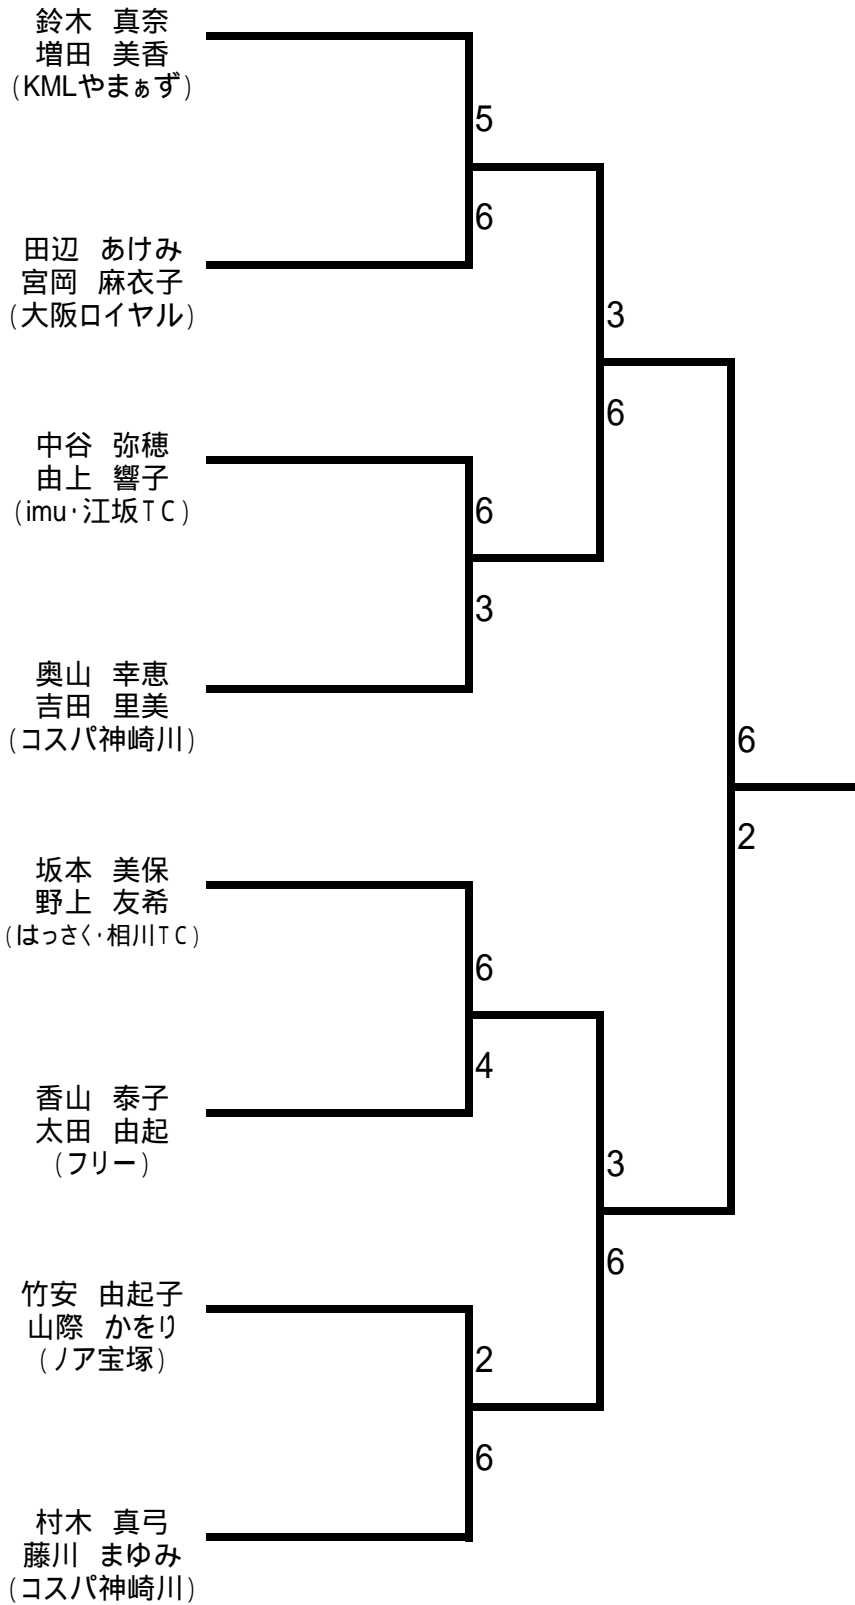 鈴木 真奈
増田 美香
(KMLやまぁず)
5
6
田辺 あけみ
宮岡 麻衣子
(大阪ロイヤル)
3
6
中谷 弥穂
由上 響子
(imu・江坂TC)
6
3
奥山 幸恵
吉田 里美
(コスパ神崎川)
6
2
坂本 美保
野上 友希
(はっさく・相川TC)
6
4
香山 泰子
太田 由起
(フリー)
3
6
竹安 由起子
山際 かをり
(ノア宝塚)
2
6
村木 真弓
藤川 まゆみ
(コスパ神崎川)